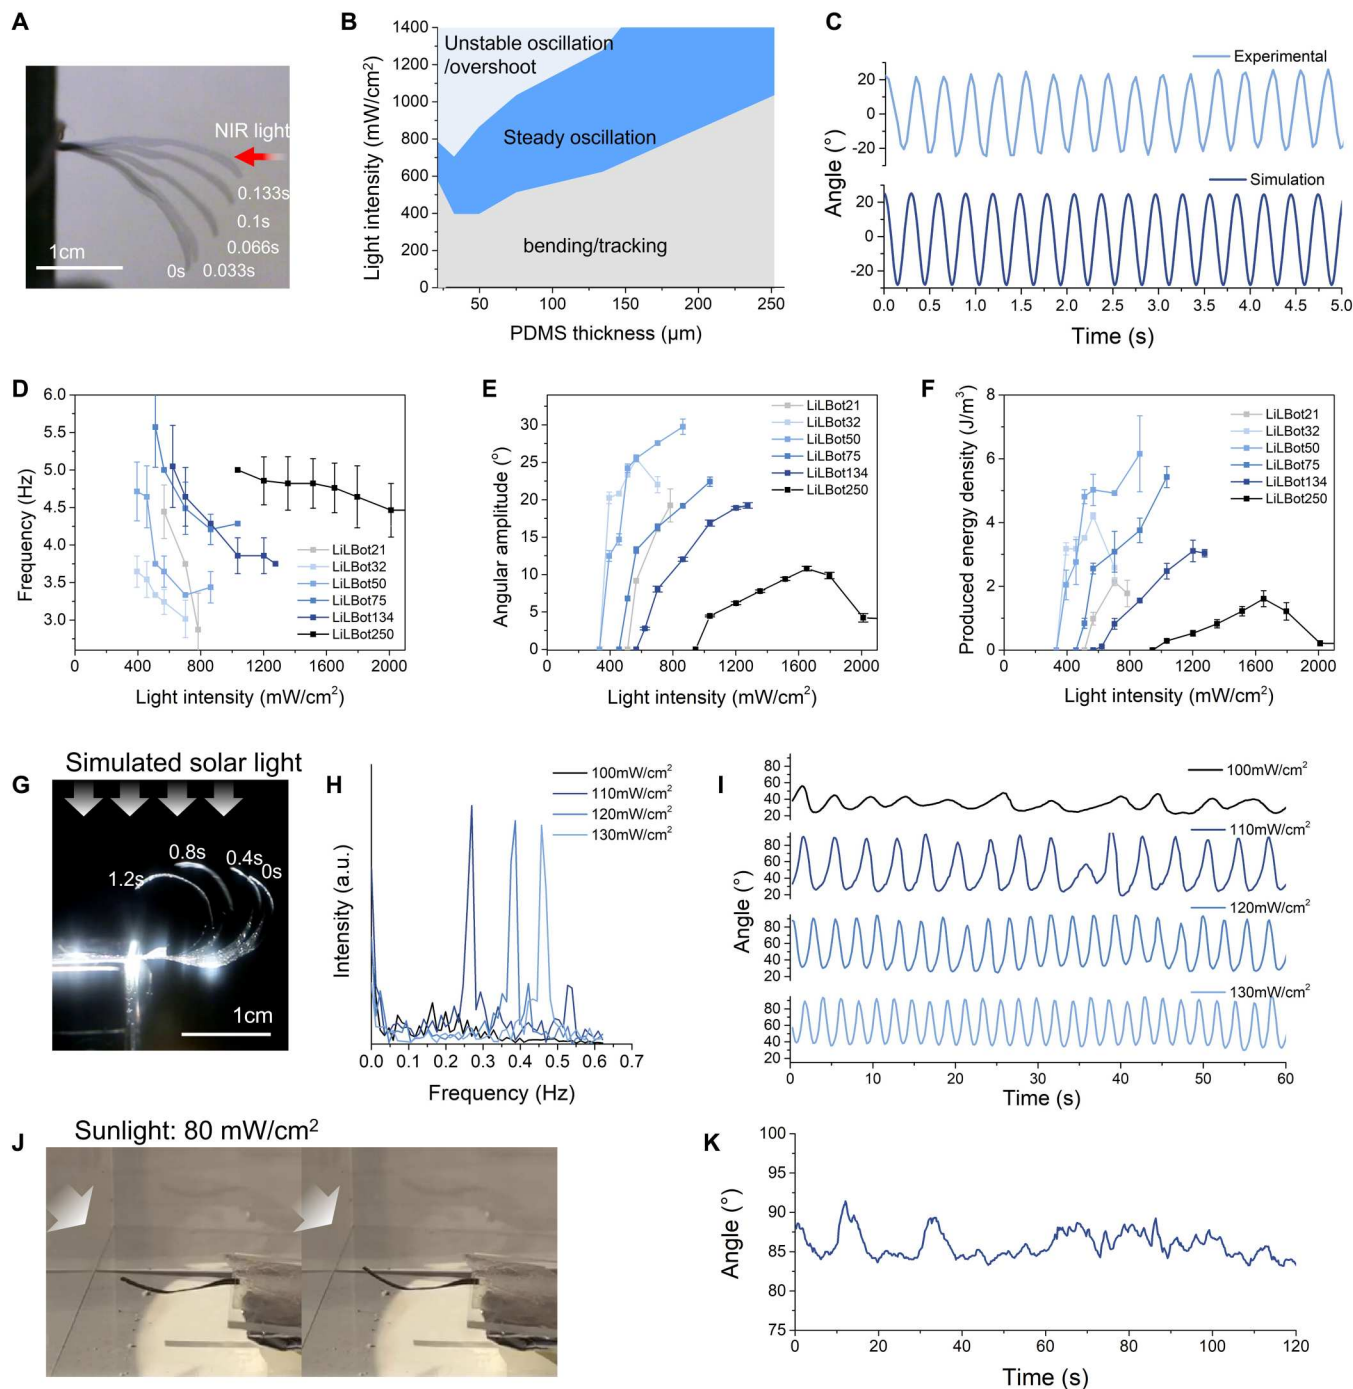 A
NIR light
0.133s
0.1s
0.066s
0.033s
0s
1cm
B
1400
1200
1000
800
600
400
200
0
Light intensity (mW/cm²)
Unstable oscillation
/overshoot
Steady oscillation
bending/tracking
50
100
150
200
250
PDMS thickness (µm)
C
Experimental
20
0
-20
Simulation
20
0
-20
Angle (°)
0.0
0.5
1.0
1.5
2.0
2.5
3.0
3.5
4.0
4.5
5.0
Time (s)
D
6.0
5.5
5.0
4.5
4.0
3.5
3.0
Frequency (Hz)
LiLBot21
LiLBot32
LiLBot50
LiLBot75
LiLBot134
LiLBot250
400
800
1200
1600
2000
Light intensity (mW/cm²)
E
30
25
20
15
10
5
0
Angular amplitude (°)
LiLBot21
LiLBot32
LiLBot50
LiLBot75
LiLBot134
LiLBot250
0
400
800
1200
1600
2000
Light intensity (mW/cm²)
F
8
6
4
2
0
Produced energy density (J/m³)
LiLBot21
LiLBot32
LiLBot50
LiLBot75
LiLBot134
LiLBot250
0
400
800
1200
1600
2000
Light intensity (mW/cm²)
Simulated solar light
G
0.8s
0.4s
0s
1.2s
1cm
H
100mW/cm²
110mW/cm²
120mW/cm²
130mW/cm²
Intensity (a.u.)
0.0
0.1
0.2
0.3
0.4
0.5
0.6
0.7
Frequency (Hz)
I
100mW/cm²
80
60
40
20
110mW/cm²
80
60
40
20
120mW/cm²
80
60
40
20
130mW/cm²
80
60
40
20
Angle (°)
0
10
20
30
40
50
60
Time (s)
Sunlight: 80 mW/cm²
J
K
100
95
90
85
80
75
Angle (°)
0
20
40
60
80
100
120
Time (s)